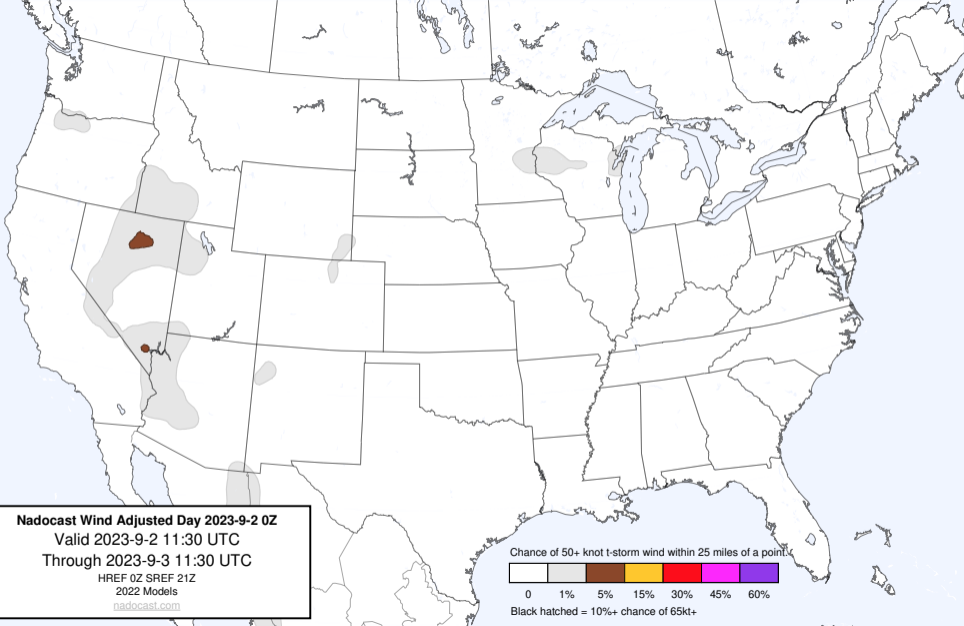 Nadocast Wind Adjusted Day 2023-9-2 0Z
Valid 2023-9-2 11:30 UTC
Through 2023-9-3 11:30 UTC
HREF 0Z SREF 21Z
2022 Models
nadocast.com
Chance of 50+ knot t-storm wind within 25 miles of a point.
0 1% 5% 15% 30% 45% 60%
Black hatched = 10%+ chance of 65kt+